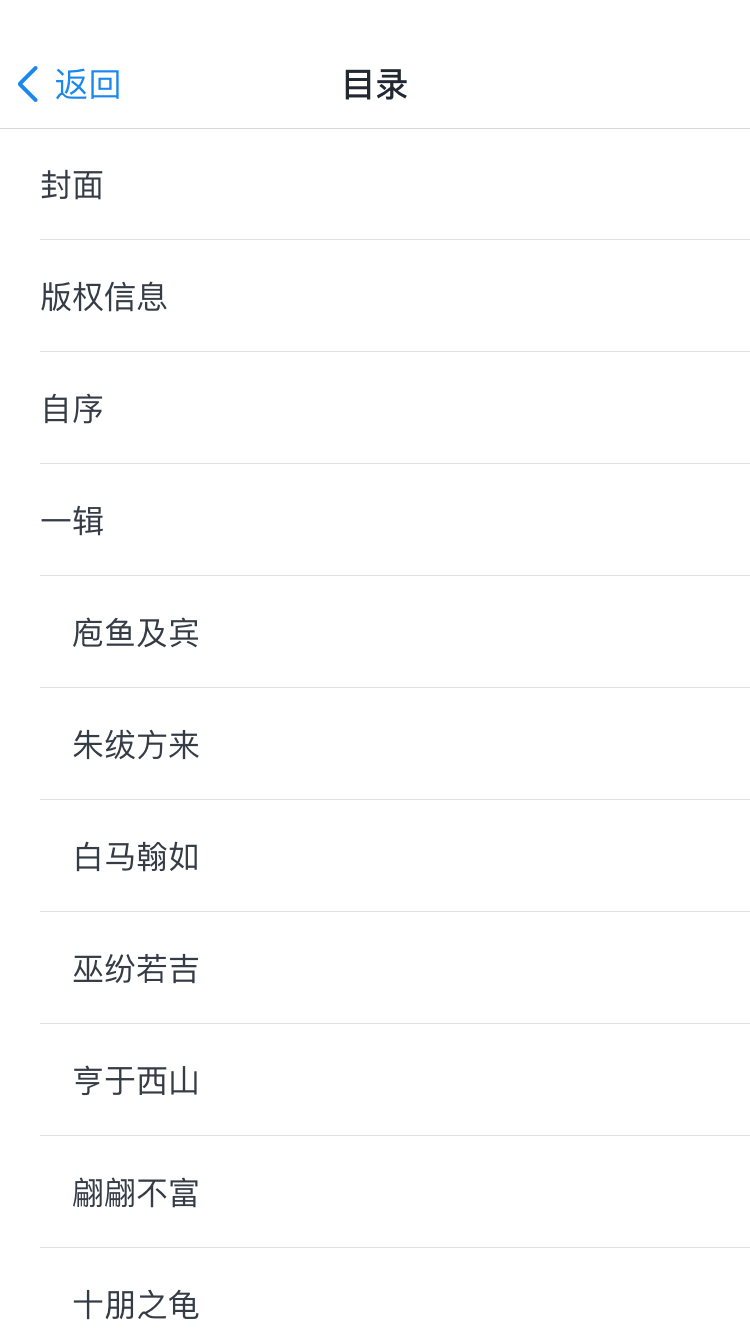 返回
目录
封面
版权信息
自序
一辑
庖鱼及宾
朱绂方来
白马翰如
巫纷若吉
亨于西山
翩翩不富
十朋之龟